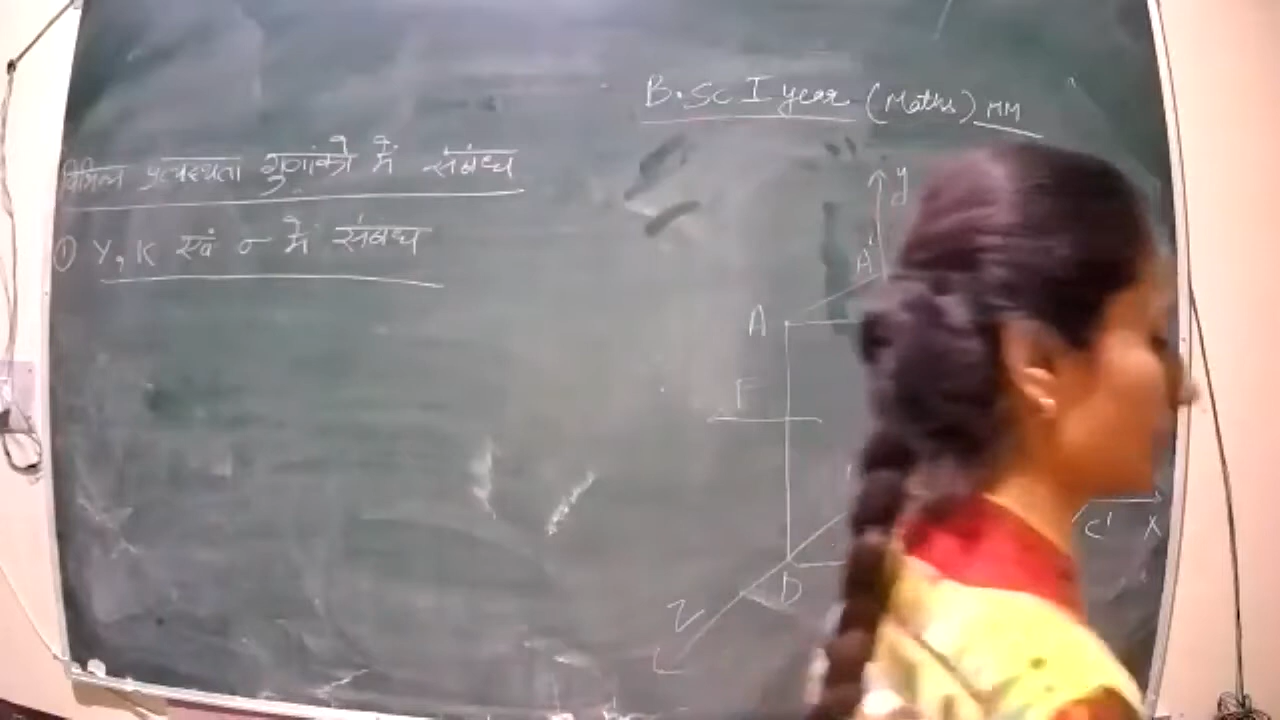 B.Sc I year (Maths) MM
विभिन्न प्रत्यास्थता गुणांको में संबंध
① Y, K एवं σ में संबंध
y
A'
A
F
C' X
D
Z